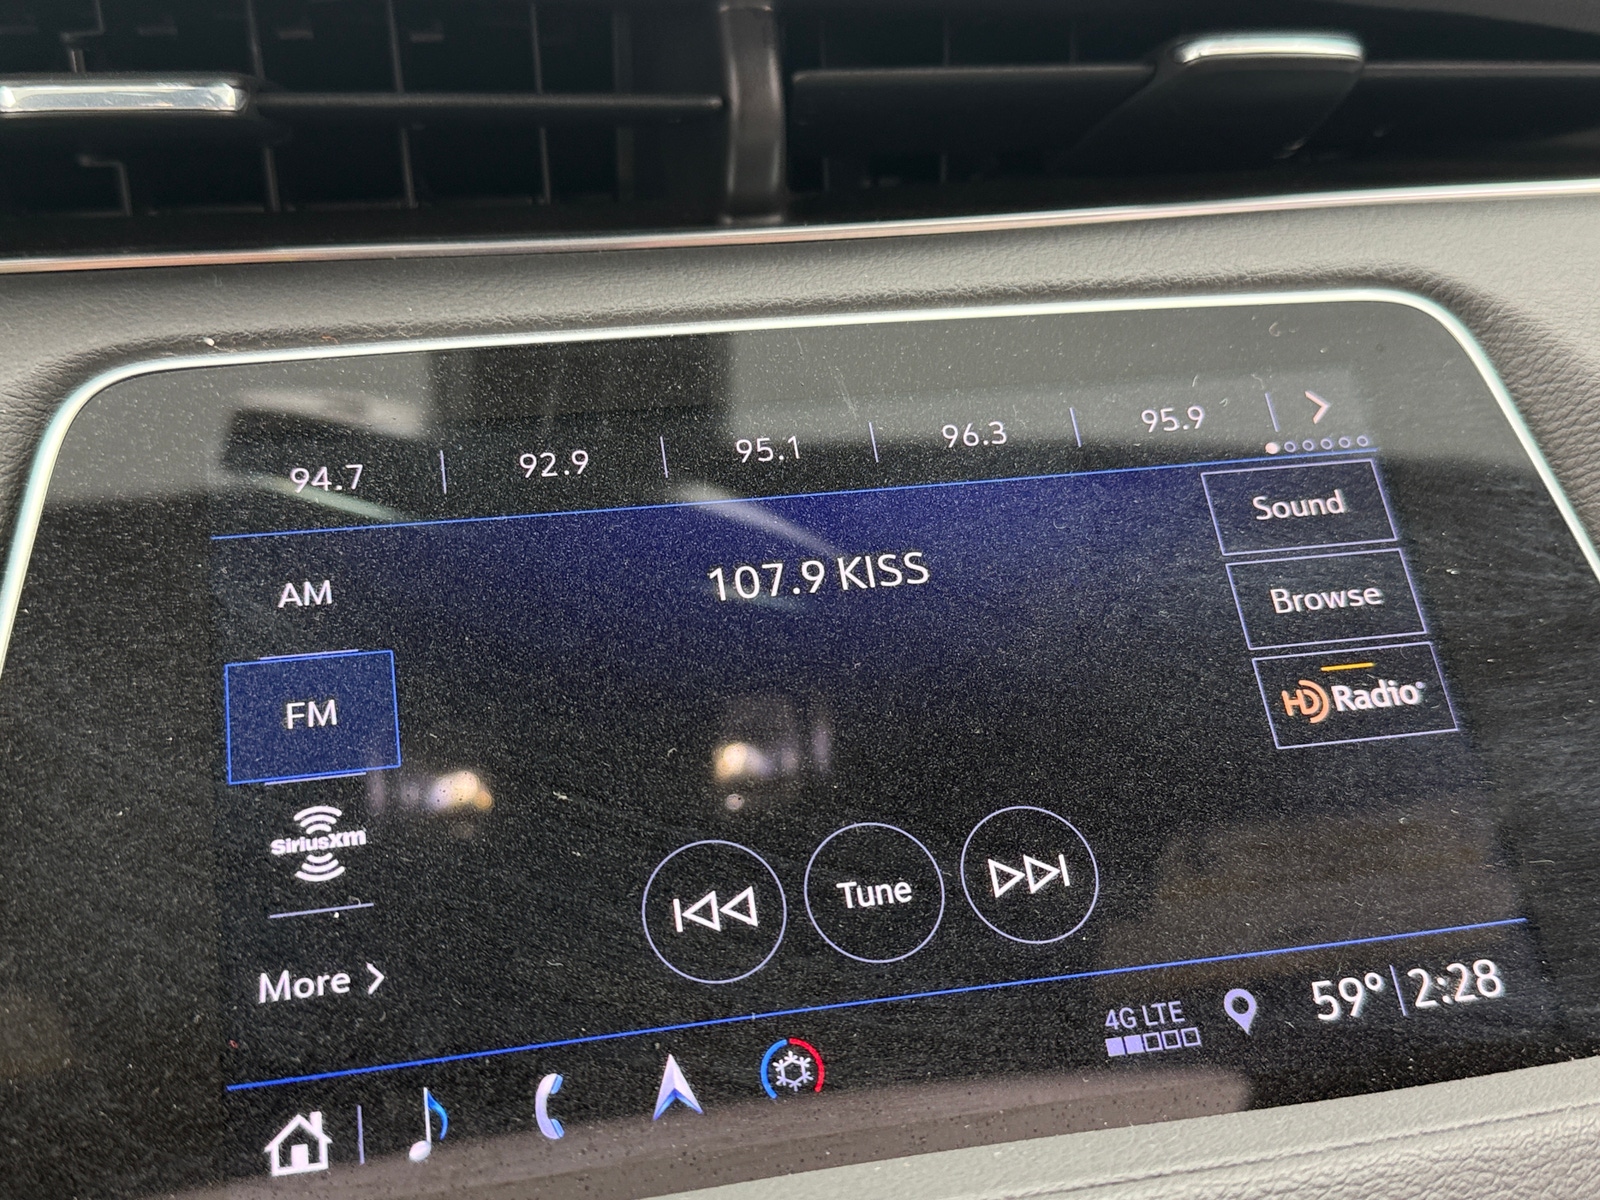 94.7 | 92.9 | 95.1 | 96.3 | 95.9
107.9 KISS
AM
FM
SiriusXm
More >
Sound
Browse
HD Radio
Tune
4G LTE
59° | 2:28